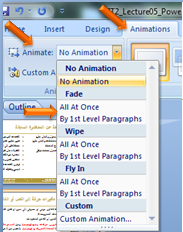 T2_Lecture05_Powe
Home Insert Design Animations
Animate: No Animation
Custom A
Outline
No Animation
No Animation
Fade
All At Once
By 1st Level Paragraphs
Wipe
All At Once
By 1st Level Paragraphs
Fly In
All At Once
By 1st Level Paragraphs
Custom
Custom Animation...